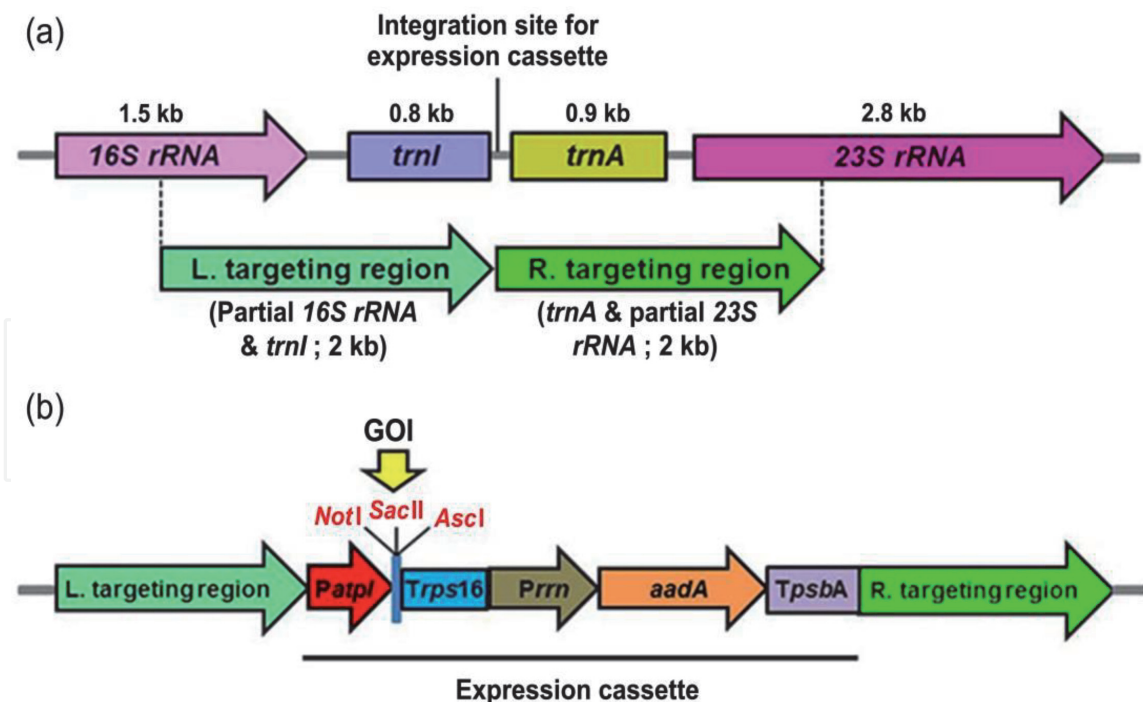 (a)
Integration site for
expression cassette
1.5 kb 0.8 kb 0.9 kb 2.8 kb
16S rRNA trnI trnA 23S rRNA
L. targeting region R. targeting region
(Partial 16S rRNA (trnA & partial 23S
& trnI ; 2 kb) rRNA ; 2 kb)
(b)
GOI
NotI SacII AscI
L. targeting region PatpI Trps16 Prrn aadA TpsbA R. targeting region
Expression cassette